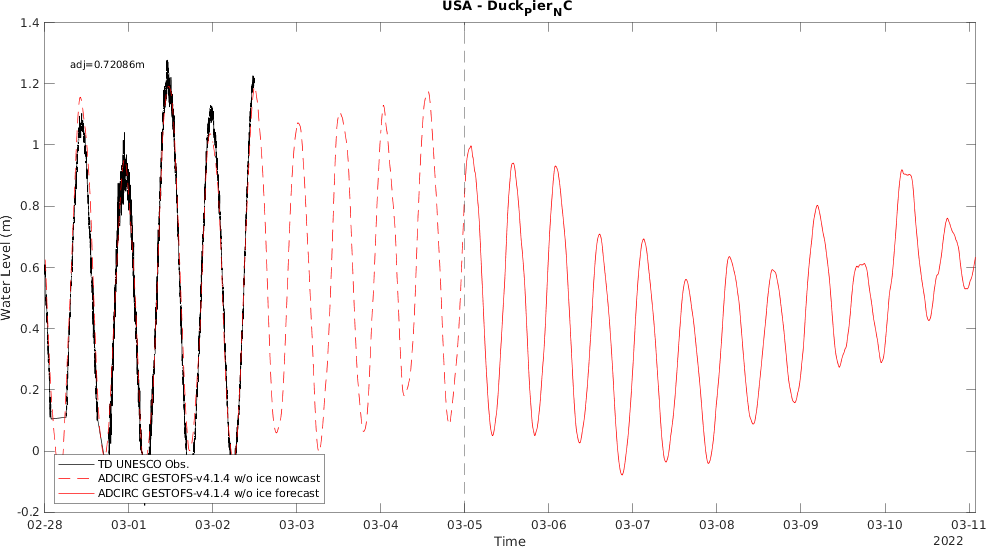 USA - Duck_Pier_NC
1.4
1.2
1
0.8
0.6
0.4
0.2
0
-0.2
Water Level (m)
adj=0.72086m
TD UNESCO Obs.
ADCIRC GESTOFS-v4.1.4 w/o ice nowcast
ADCIRC GESTOFS-v4.1.4 w/o ice forecast
02-28 03-01 03-02 03-03 03-04 03-05 03-06 03-07 03-08 03-09 03-10 03-11
Time
2022